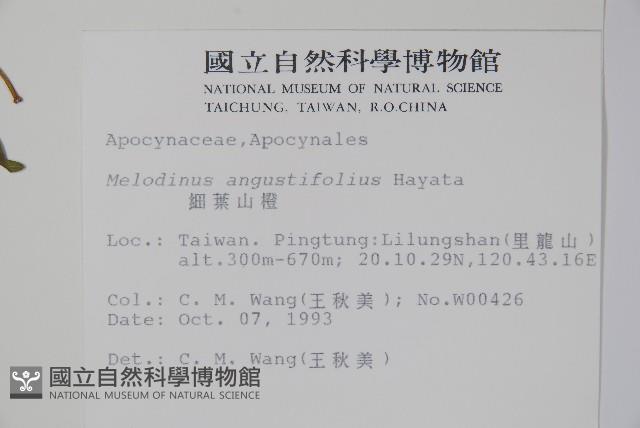 國立自然科學博物館
NATIONAL MUSEUM OF NATURAL SCIENCE
TAICHUNG, TAIWAN, R.O.CHINA
Apocynaceae,Apocynales
Melodinus angustifolius Hayata
細葉山橙
Loc.: Taiwan. Pingtung:Lilungshan(里龍山)
alt.300m-670m; 20.10.29N,120.43.16E
Col.: C. M. Wang(王秋美); No.W00426
Date: Oct. 07, 1993
Det.: C. M. Wang(王秋美)
國立自然科學博物館
NATIONAL MUSEUM OF NATURAL SCIENCE